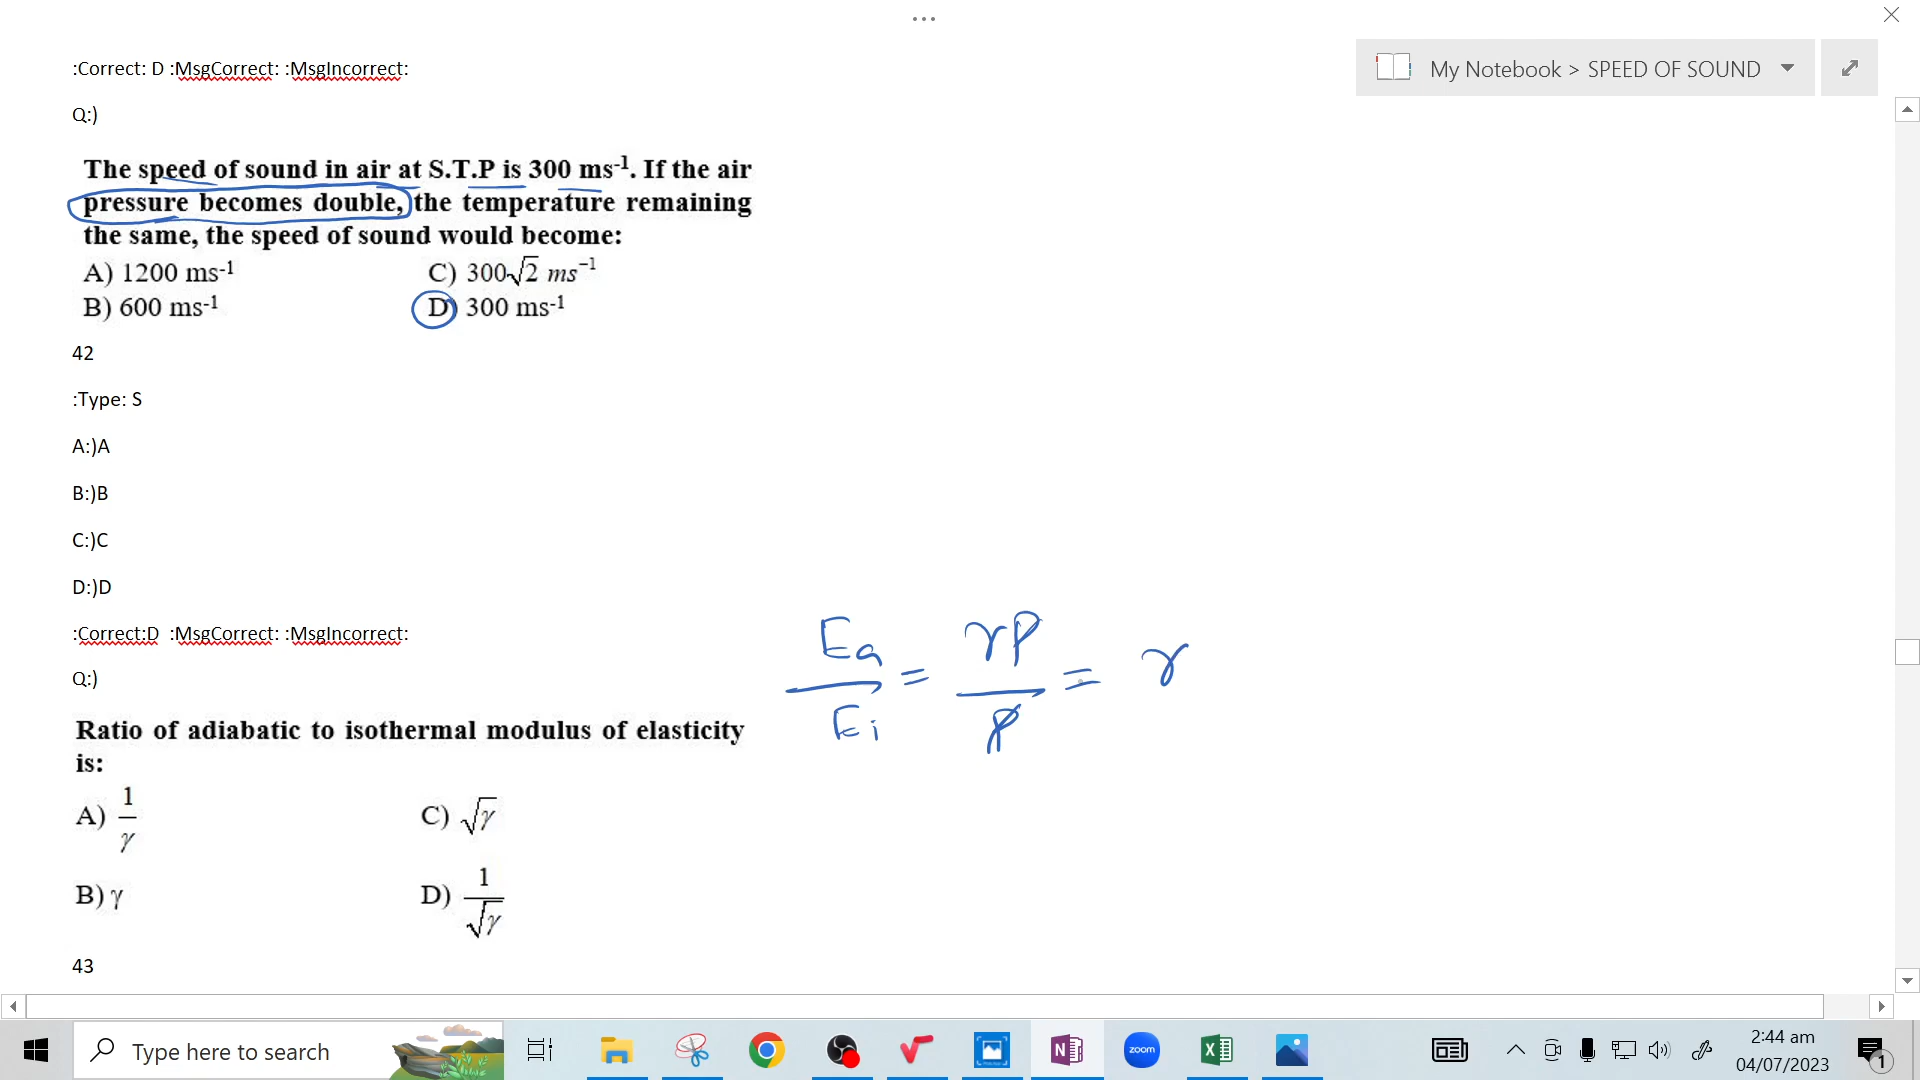 :Correct: D :MsgCorrect: :MsgIncorrect:
My Notebook > SPEED OF SOUND
Q:)
The speed of sound in air at S.T.P is 300 ms⁻¹. If the air
pressure becomes double, the temperature remaining
the same, the speed of sound would become:
A) 1200 ms⁻¹ C) 300√2 ms⁻¹
B) 600 ms⁻¹ D) 300 ms⁻¹
42
:Type: S
A:)A
B:)B
C:)C
D:)D
:Correct:D :MsgCorrect: :MsgIncorrect:
Ea/Ei = γP/P = γ
Q:)
Ratio of adiabatic to isothermal modulus of elasticity
is:
A) 1/γ C) √γ
B) γ D) 1/√γ
43
Type here to search
zoom
2:44 am
04/07/2023
1